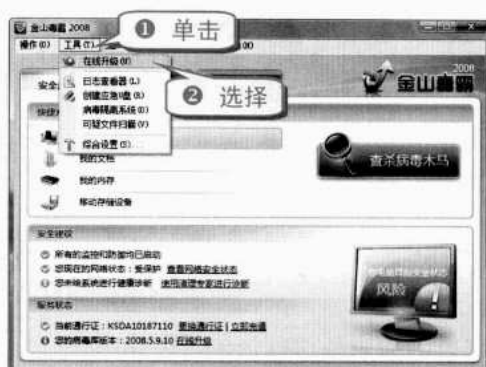 金山毒霸 2008
❶ 单击
操作(O) 工具(T)
在线升级(U)
❷ 选择
日志查看器(L)
创建应急U盘(R)
病毒隔离系统(Q)
可疑文件扫描(V)
综合设置(S)
2008
金山毒霸
安全
我的文档
我的内存
移动存储设备
查杀病毒木马
安全建议
所有的监控和防御均已启动
您现在的网络状态：受保护 查看网络安全状态
您未给系统进行健康诊断 使用清理专家进行诊断
风险
服务状态
当前通行证：KSDA10187110 更换通行证 | 立即充值
您的病毒库版本：2008.5.9.10 在线升级